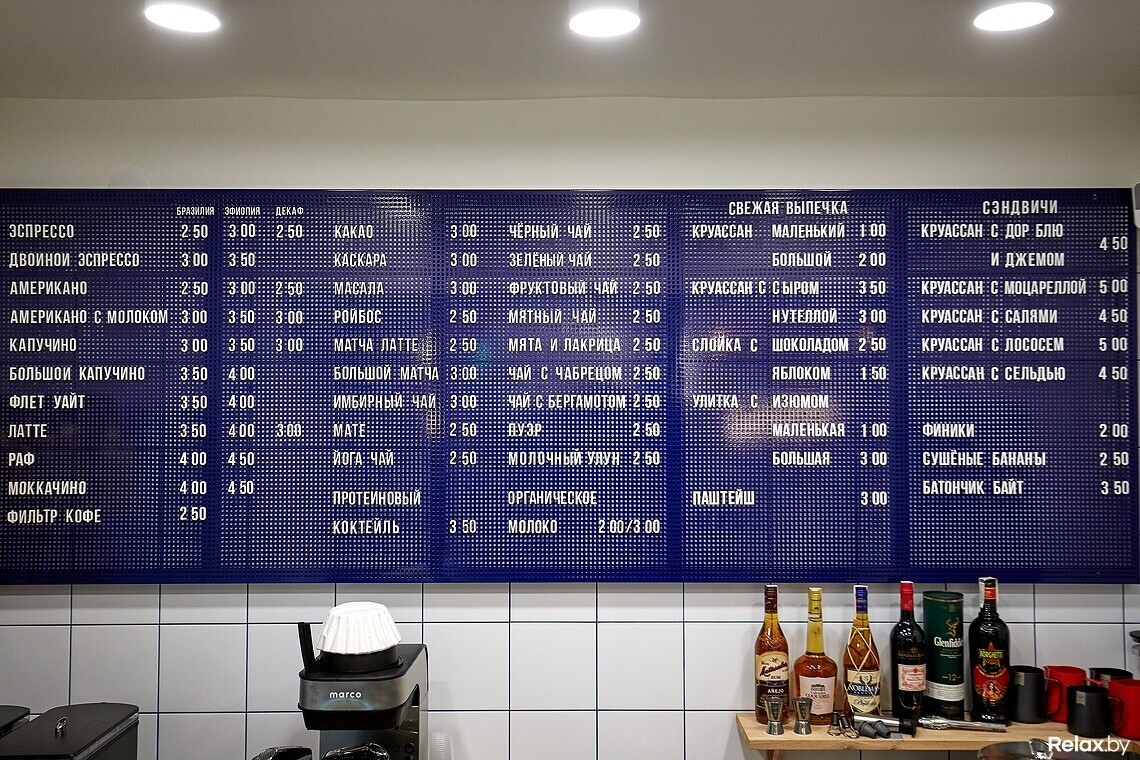 БРАЗИЛИЯ ЭФИОПИЯ ДЕКАФ
ЭСПРЕССО 2 50 3 00 2 50
ДВОЙНОЙ ЭСПРЕССО 3 00 3 50
АМЕРИКАНО 2 50 3 00 2 50
АМЕРИКАНО С МОЛОКОМ 3 00 3 50 3 00
КАПУЧИНО 3 00 3 50 3 00
БОЛЬШОЙ КАПУЧИНО 3 50 4 00
ФЛЕТ УАЙТ 3 50 4 00
ЛАТТЕ 3 50 4 00 3 00
РАФ 4 00 4 50
МОККАЧИНО 4 00 4 50
ФИЛЬТР КОФЕ 2 50
КАКАО 3 00
КАСКАРА 3 00
МАСАЛА 3 00
РОЙБОС 2 50
МАТЧА ЛАТТЕ 2 50
БОЛЬШОЙ МАТЧА 3 00
ИМБИРНЫЙ ЧАЙ 3 00
МАТЕ 2 50
ЙОГА ЧАЙ 2 50
ПРОТЕИНОВЫЙ
КОКТЕЙЛЬ 3 50
ЧЁРНЫЙ ЧАЙ 2 50
ЗЕЛЁНЫЙ ЧАЙ 2 50
ФРУКТОВЫЙ ЧАЙ 2 50
МЯТНЫЙ ЧАЙ 2 50
МЯТА И ЛАКРИЦА 2 50
ЧАЙ С ЧАБРЕЦОМ 2 50
ЧАЙ С БЕРГАМОТОМ 2 50
ПУЭР 2 50
МОЛОЧНЫЙ УЛУН 2 50
ОРГАНИЧЕСКОЕ
МОЛОКО 2 00/3 00
СВЕЖАЯ ВЫПЕЧКА
КРУАССАН МАЛЕНЬКИЙ 1 00
БОЛЬШОЙ 2 00
КРУАССАН С СЫРОМ 3 50
НУТЕЛЛОЙ 3 00
СЛОЙКА С ШОКОЛАДОМ 2 50
ЯБЛОКОМ 1 50
УЛИТКА С ИЗЮМОМ
МАЛЕНЬКАЯ 1 00
БОЛЬШАЯ 3 00
ПАШТЕЙШ 3 00
СЭНДВИЧИ
КРУАССАН С ДОР БЛЮ
И ДЖЕМОМ 4 50
КРУАССАН С МОЦАРЕЛЛОЙ 5 00
КРУАССАН С САЛЯМИ 4 50
КРУАССАН С ЛОСОСЕМ 5 00
КРУАССАН С СЕЛЬДЬЮ 4 50
ФИНИКИ 2 00
СУШЁНЫЕ БАНАНЫ 2 50
БАТОНЧИК БАЙТ 3 50
marco
RUM
AÑEJO
NOBLEMAN
Glenfiddich
12
BORGHETTI
Relax.by